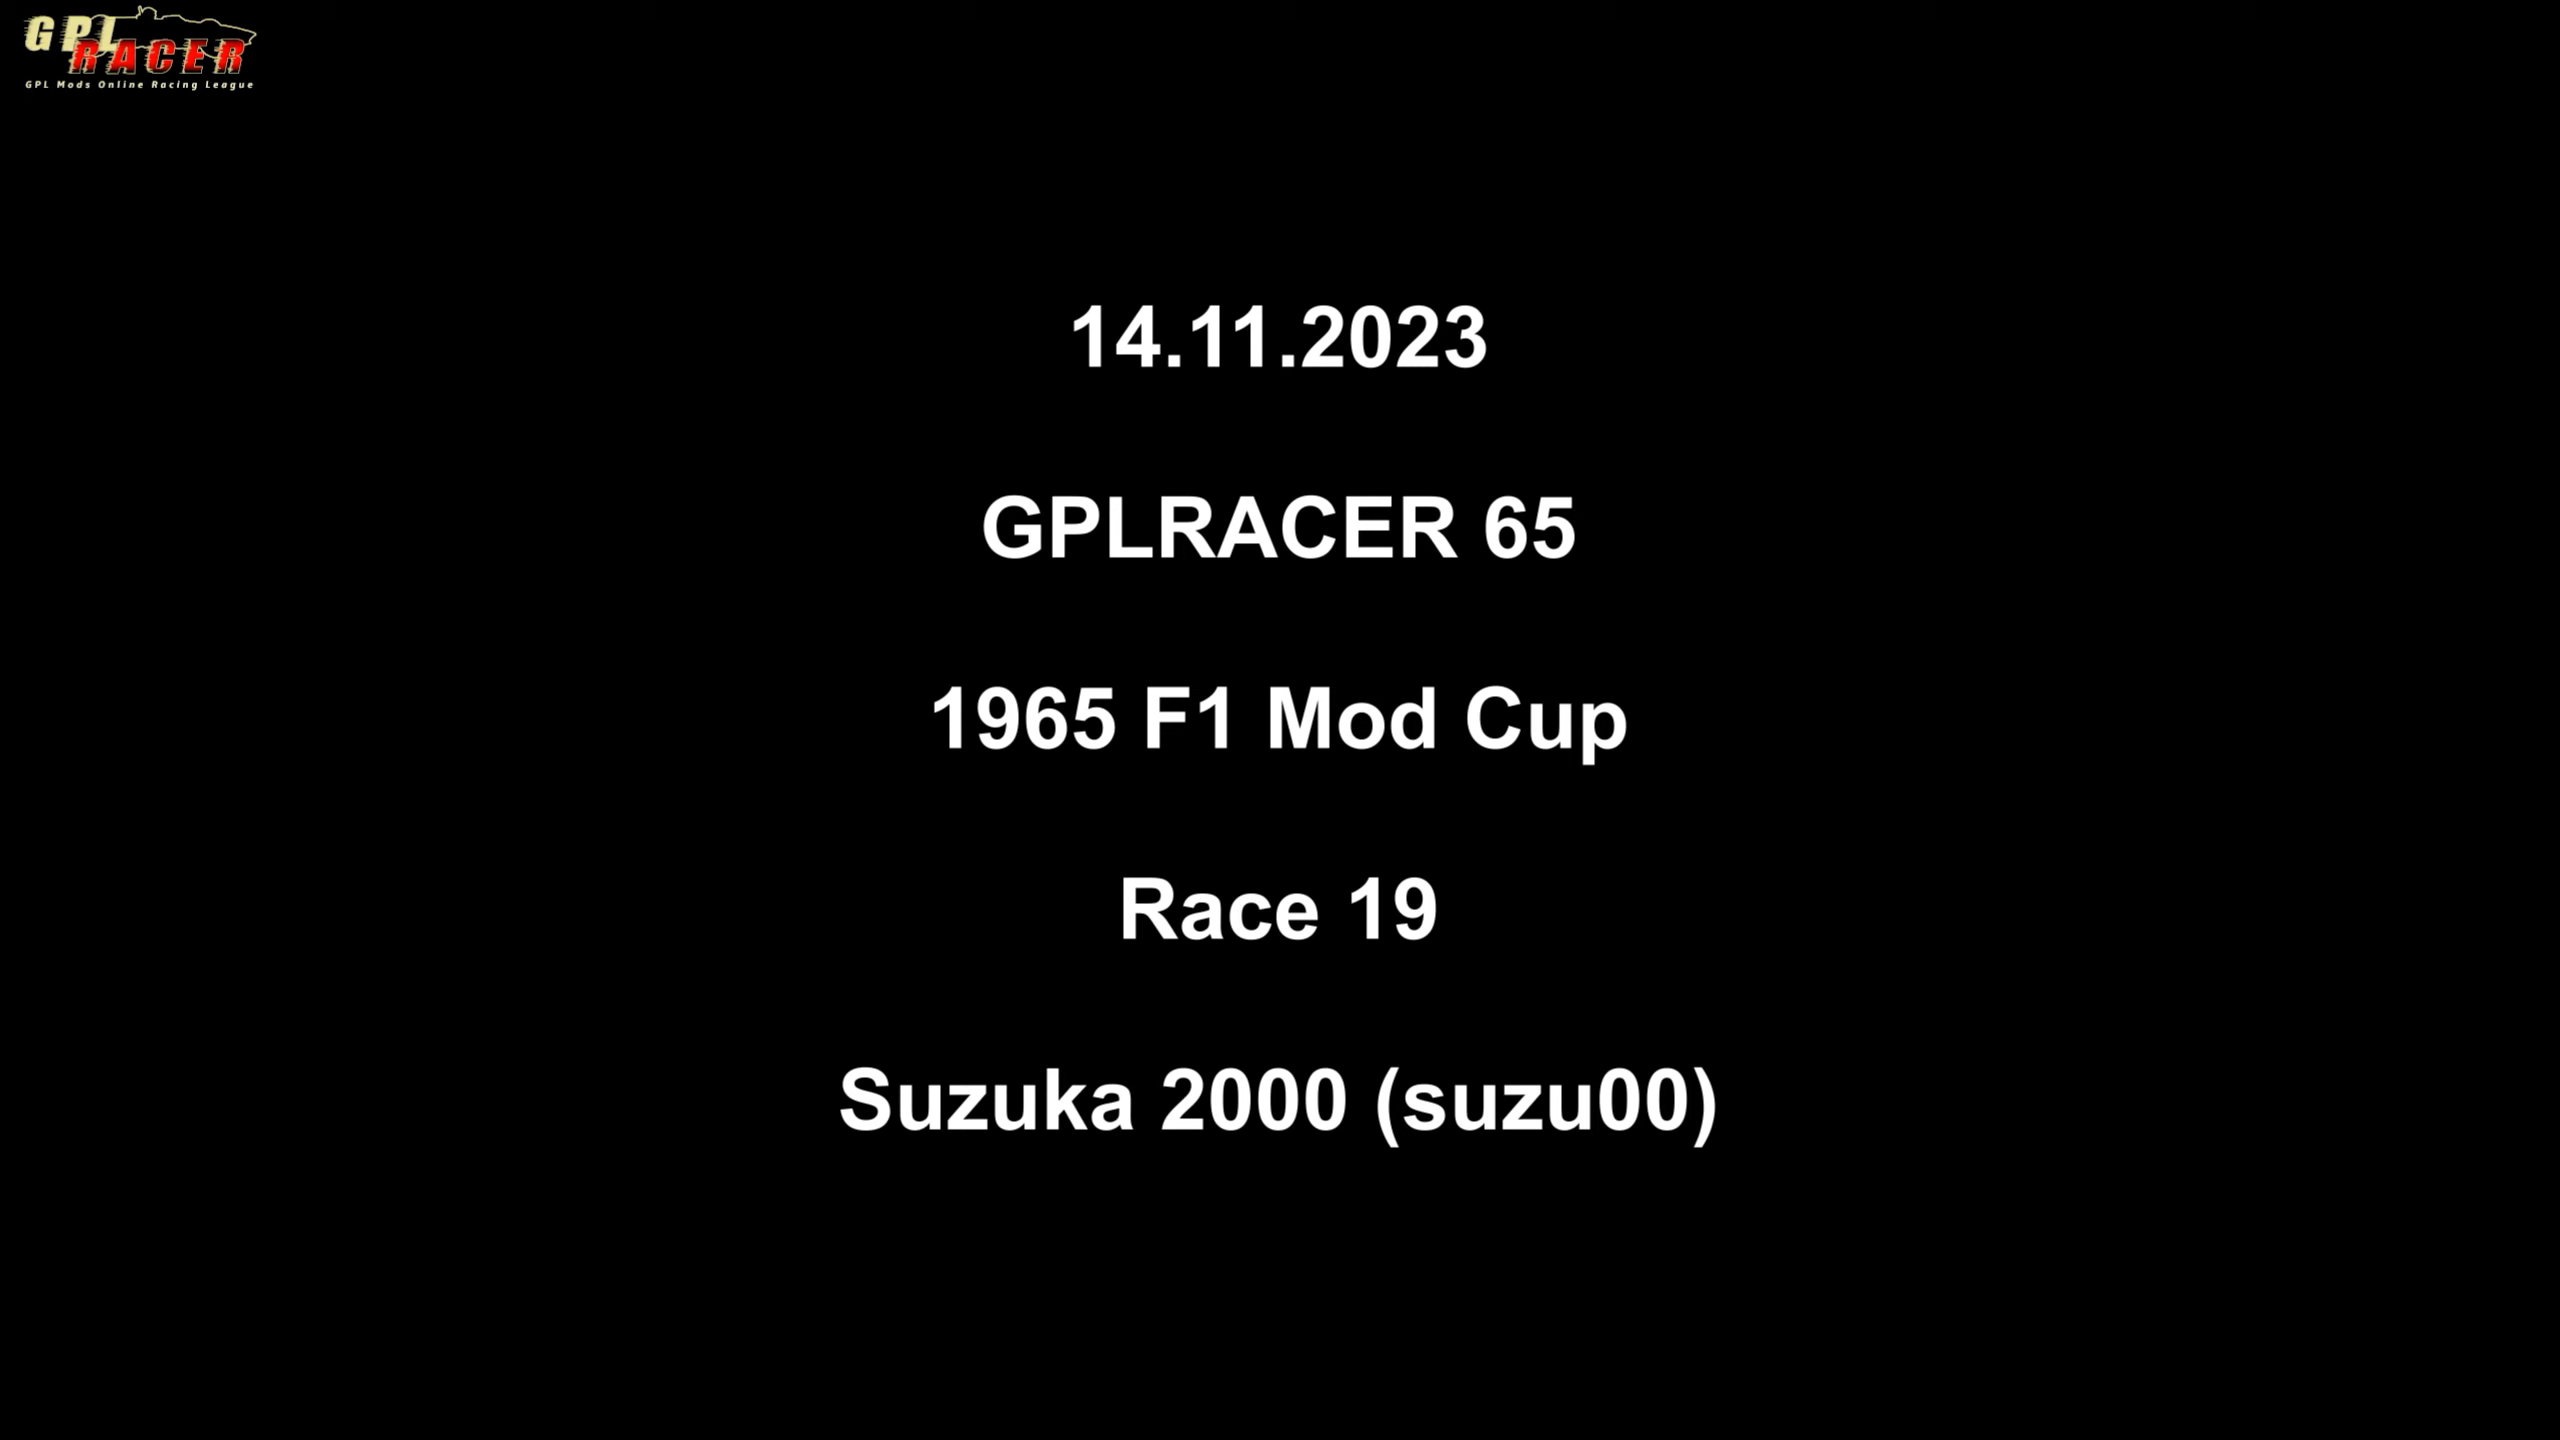 GPL
RACER
GPL Mods Online Racing League
14.11.2023
GPLRACER 65
1965 F1 Mod Cup
Race 19
Suzuka 2000 (suzu00)